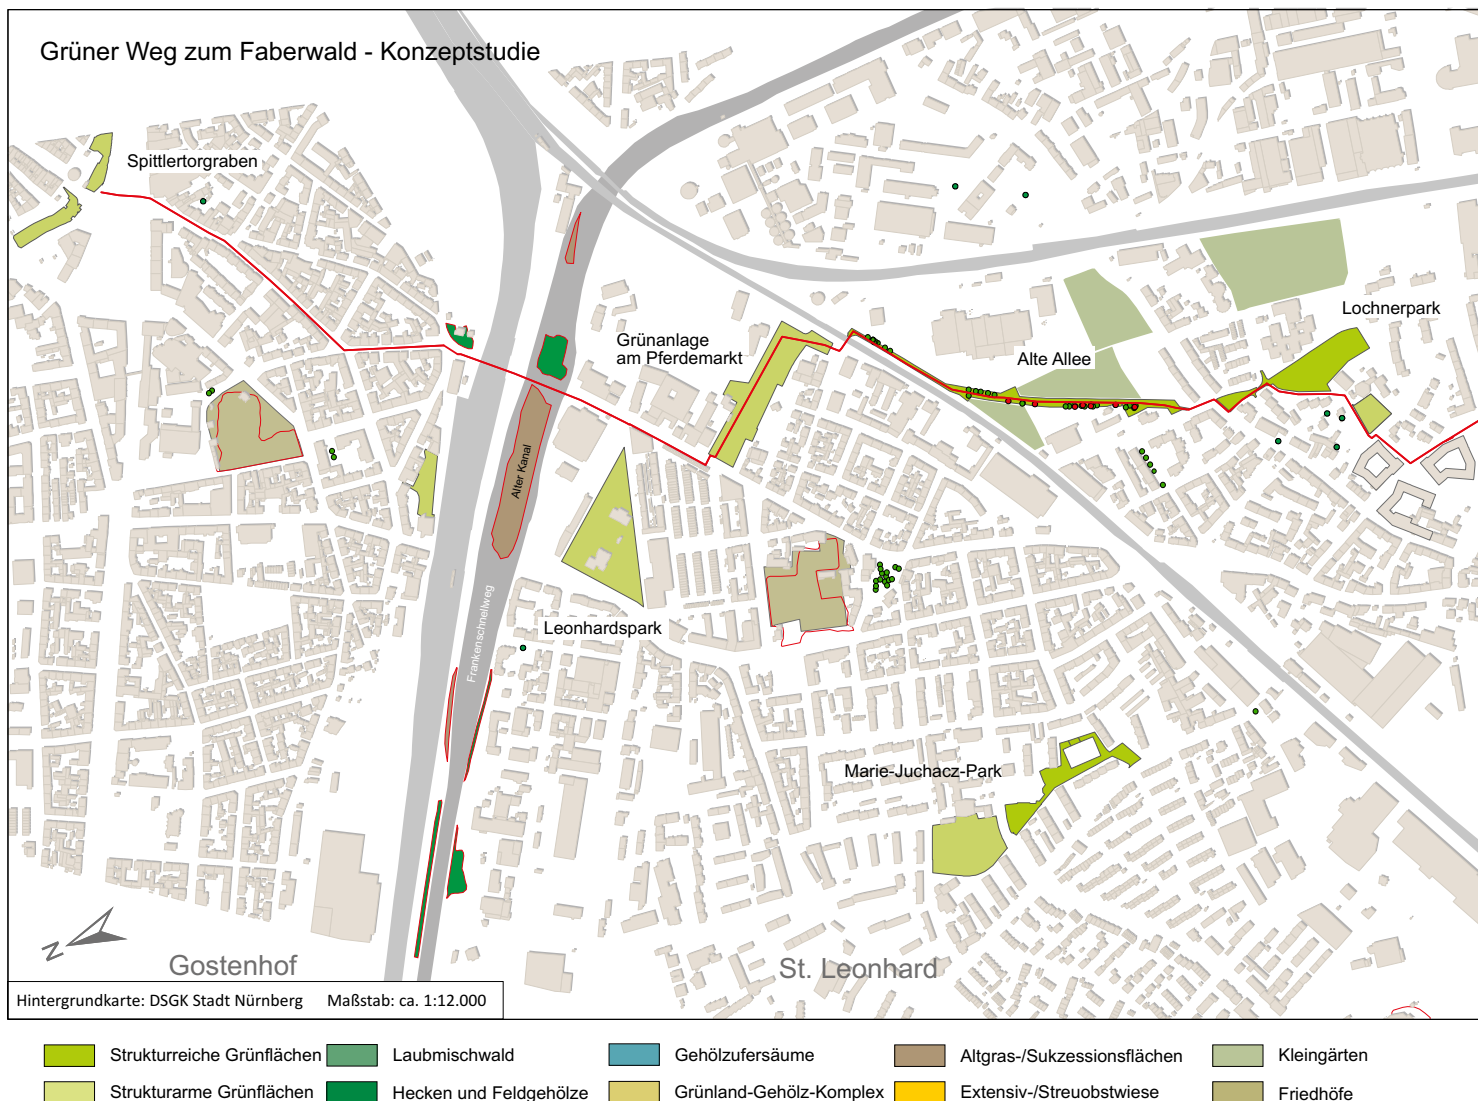 Grüner Weg zum Faberwald - Konzeptstudie
Spittlertorgraben
Grünanlage
am Pferdemarkt
Lochnerpark
Alte Allee
Alter Kanal
Frankenschnellweg
Leonhardspark
Marie-Juchacz-Park
N
Gostenhof
St. Leonhard
Hintergrundkarte: DSGK Stadt Nürnberg Maßstab: ca. 1:12.000
Strukturreiche Grünflächen
Laubmischwald
Gehölzufersäume
Altgras-/Sukzessionsflächen
Kleingärten
Strukturarme Grünflächen
Hecken und Feldgehölze
Grünland-Gehölz-Komplex
Extensiv-/Streuobstwiese
Friedhöfe